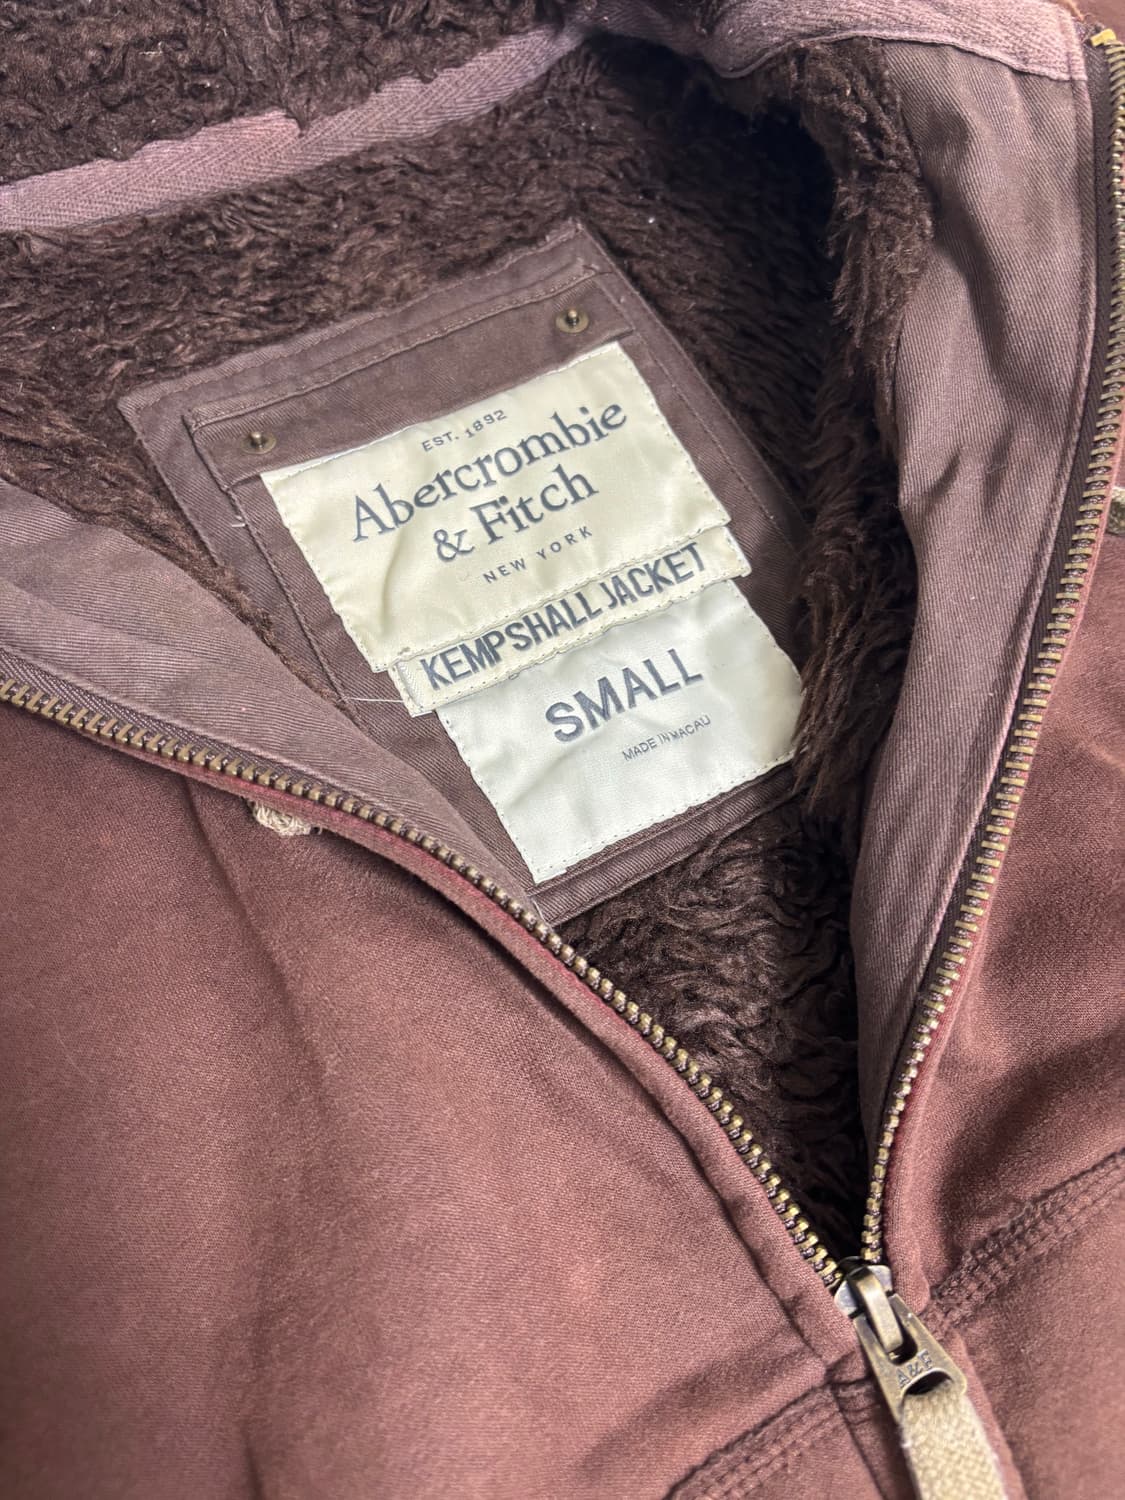 EST. 1892
Abercrombie
& Fitch
NEW YORK
KEMPSHALL JACKET
SMALL
MADE IN MACAU
A&F